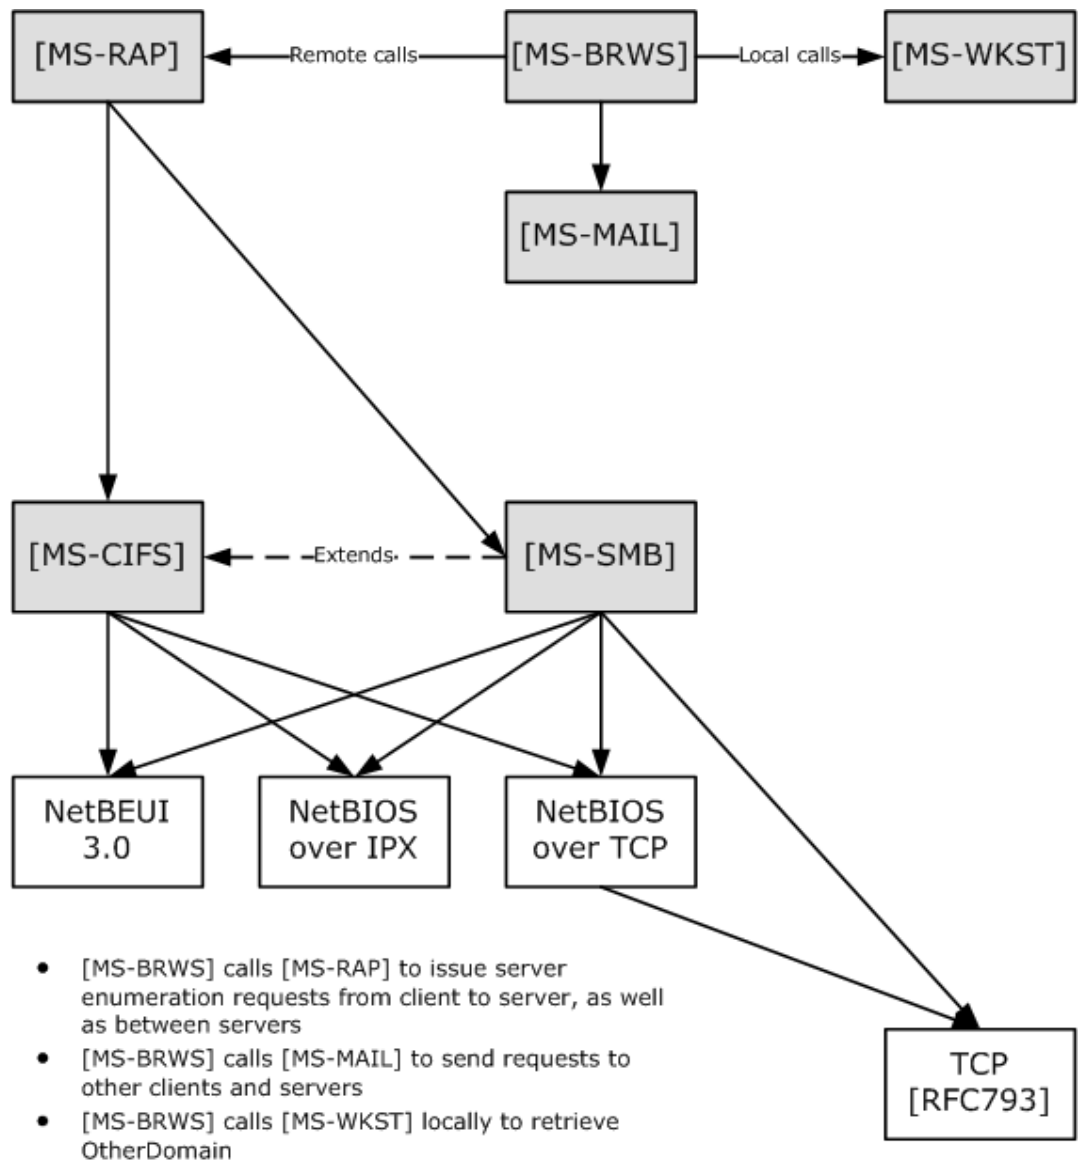 [MS-RAP]
Remote calls
[MS-BRWS]
Local calls
[MS-WKST]
[MS-MAIL]
[MS-CIFS]
Extends
[MS-SMB]
NetBEUI
3.0
NetBIOS
over IPX
NetBIOS
over TCP
TCP
[RFC793]
• [MS-BRWS] calls [MS-RAP] to issue server
enumeration requests from client to server, as well
as between servers
• [MS-BRWS] calls [MS-MAIL] to send requests to
other clients and servers
• [MS-BRWS] calls [MS-WKST] locally to retrieve
OtherDomain